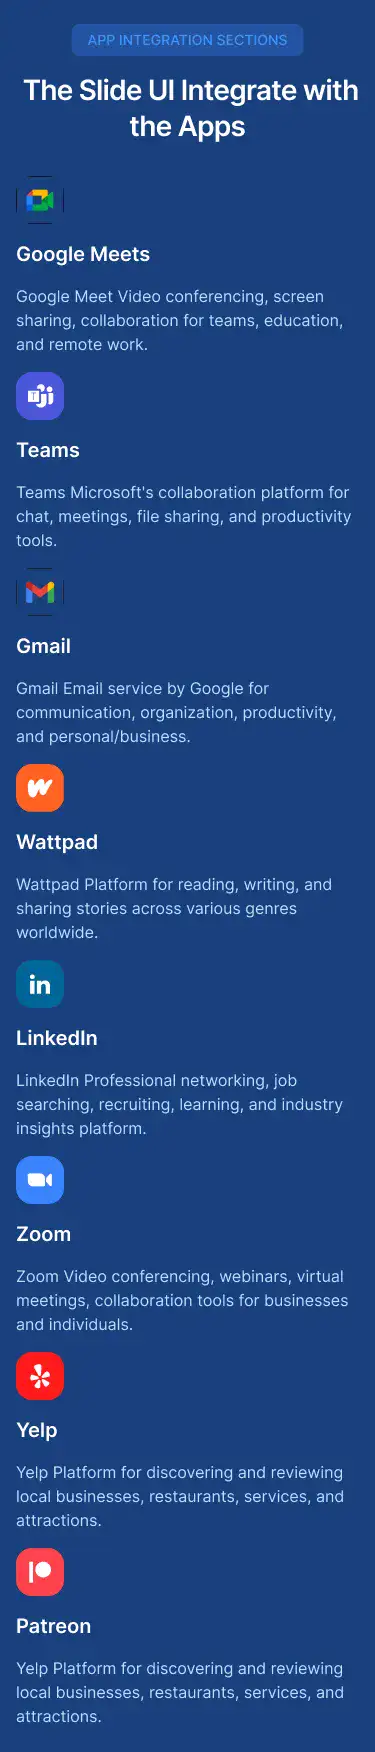 APP INTEGRATION SECTIONS
The Slide UI Integrate with
the Apps
Google Meets
Google Meet Video conferencing, screen
sharing, collaboration for teams, education,
and remote work.
Teams
Teams Microsoft's collaboration platform for
chat, meetings, file sharing, and productivity
tools.
Gmail
Gmail Email service by Google for
communication, organization, productivity,
and personal/business.
Wattpad
Wattpad Platform for reading, writing, and
sharing stories across various genres
worldwide.
LinkedIn
LinkedIn Professional networking, job
searching, recruiting, learning, and industry
insights platform.
Zoom
Zoom Video conferencing, webinars, virtual
meetings, collaboration tools for businesses
and individuals.
Yelp
Yelp Platform for discovering and reviewing
local businesses, restaurants, services, and
attractions.
Patreon
Yelp Platform for discovering and reviewing
local businesses, restaurants, services, and
attractions.